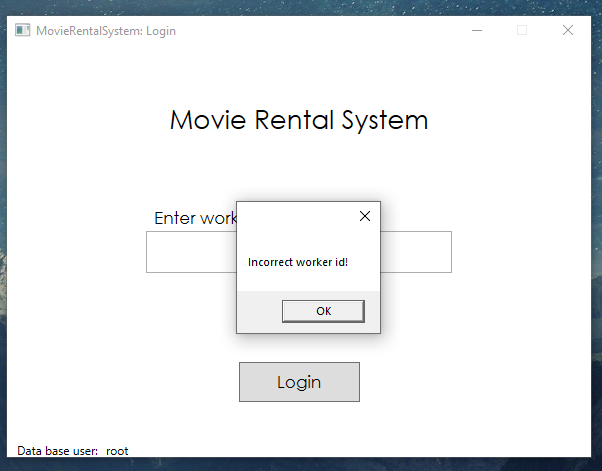 MovieRentalSystem: Login
Movie Rental System
Enter work
Incorrect worker id!
OK
Login
Data base user: root